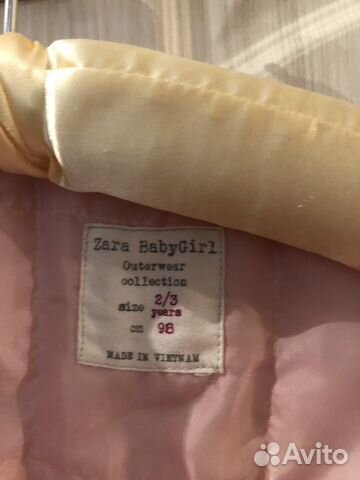 Zara BabyGirl
Outerwear
collection
size 2/3 years
cm 98
MADE IN VIETNAM
Avito